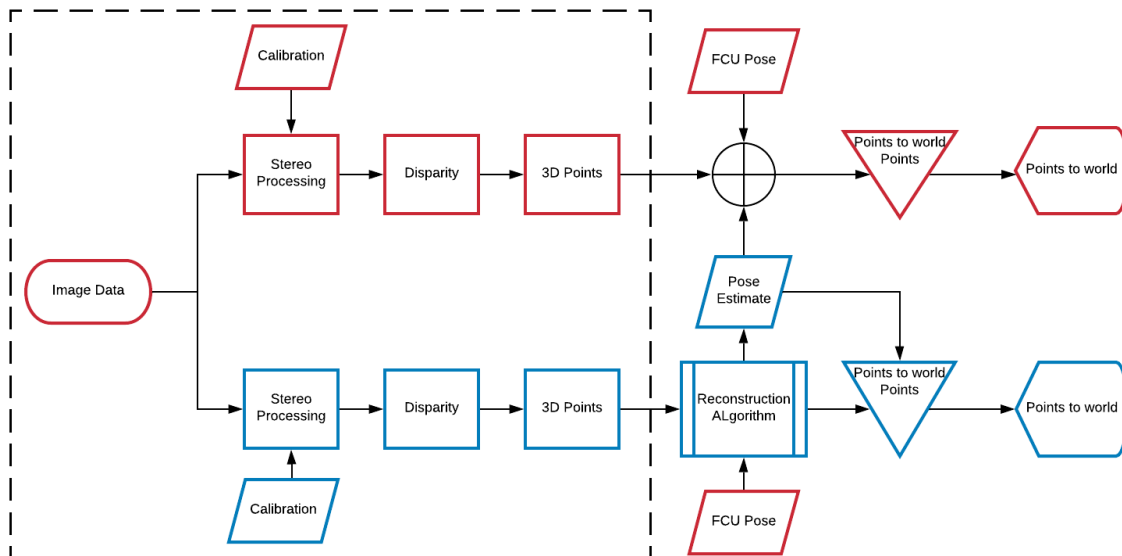 Calibration
FCU Pose
Stereo
Processing
Disparity
3D Points
Points to world
Points
Points to world
Image Data
Pose
Estimate
Stereo
Processing
Disparity
3D Points
Reconstruction
ALgorithm
Points to world
Points
Points to world
Calibration
FCU Pose